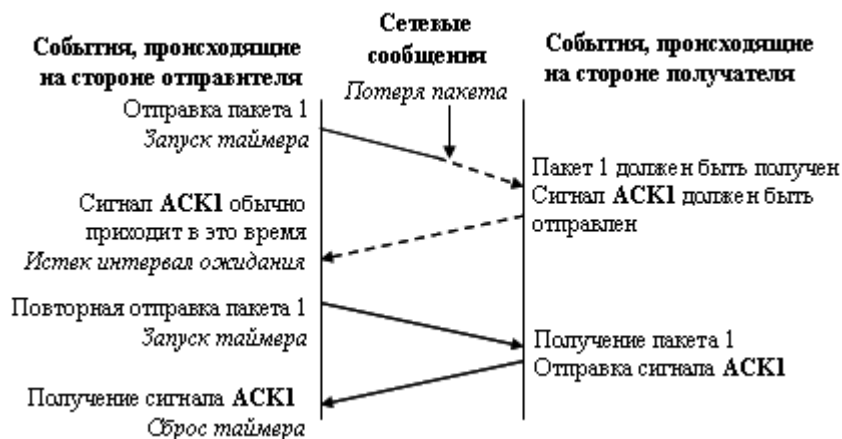 События, происходящие
на стороне отправителя
Сетевые
сообщения
События, происходящие
на стороне получателя
Потеря пакета
Отправка пакета 1
Запуск таймера
Пакет 1 должен быть получен
Сигнал ACK1 должен быть
отправлен
Сигнал ACK1 обычно
приходит в это время
Истек интервал ожидания
Повторная отправка пакета 1
Запуск таймера
Получение пакета 1
Отправка сигнала ACK1
Получение сигнала ACK1
Сброс таймера